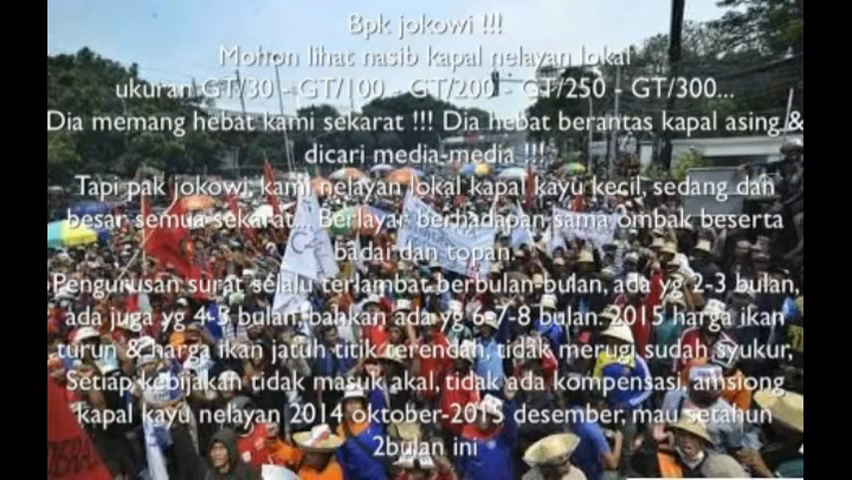 Bpk jokowi !!!
Mohon lihat nasib kapal nelayan lokal
ukuran GT/30 - GT/100 - GT/200 - GT/250 - GT/300...
Dia memang hebat kami sekarat !!! Dia hebat berantas kapal asing &
dicari media-media !!!
Tapi pak jokowi, kami nelayan lokal kapal kayu kecil, sedang dan
besar semua sekarat... Berlayar berhadapan sama ombak beserta
badai dan topan.
Pengurusan surat selalu terlambat berbulan-bulan, ada yg 2-3 bulan,
ada juga yg 4-5 bulan, bahkan ada yg 6-7-8 bulan. 2015 harga ikan
turun & harga ikan jatuh titik terendah, tidak merugi sudah syukur,
Setiap kebijakan tidak masuk akal, tidak ada kompensasi, amsiong
kapal kayu nelayan 2014 oktober-2015 desember, mau setahun
2bulan ini